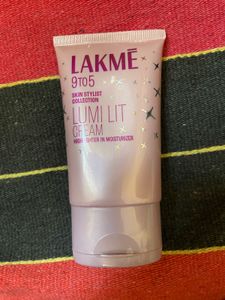 LAKMĒ
9TO5
SKIN STYLIST
COLLECTION
LUMI LIT
CREAM
HIGHLIGHTER IN MOISTURIZER